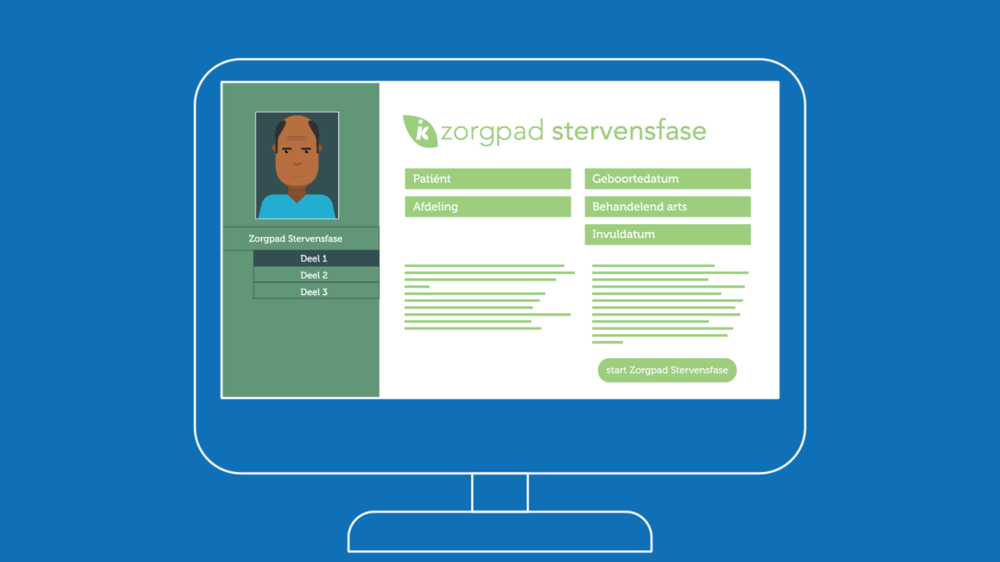 ik zorgpad stervensfase
Patiënt
Geboortedatum
Afdeling
Behandelend arts
Invuldatum
Zorgpad Stervensfase
Deel 1
Deel 2
Deel 3
start Zorgpad Stervensfase